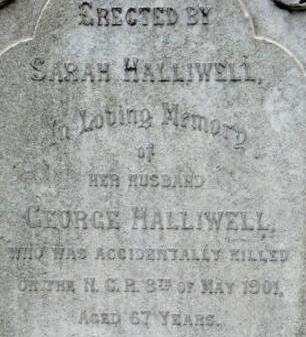 ERECTED BY
SARAH HALLIWELL,
In Loving Memory
of
HER HUSBAND
GEORGE HALLIWELL,
WHO WAS ACCIDENTALLY KILLED
ON THE N.C.R. 8TH OF MAY 1901,
AGED 67 YEARS.